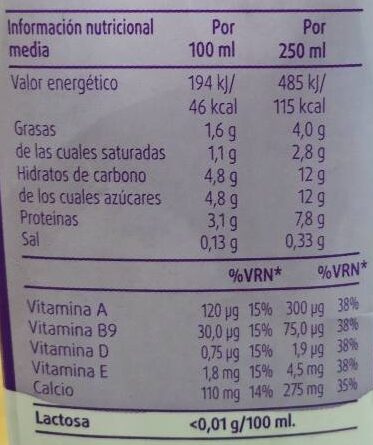 Información nutricional Por Por
media 100 ml 250 ml
Valor energético 194 kJ/ 485 kJ/
46 kcal 115 kcal
Grasas 1,6 g 4,0 g
de las cuales saturadas 1,1 g 2,8 g
Hidratos de carbono 4,8 g 12 g
de los cuales azúcares 4,8 g 12 g
Proteínas 3,1 g 7,8 g
Sal 0,13 g 0,33 g
%VRN* %VRN*
Vitamina A 120 µg 15% 300 µg 38%
Vitamina B9 30,0 µg 15% 75,0 µg 38%
Vitamina D 0,75 µg 15% 1,9 µg 38%
Vitamina E 1,8 mg 15% 4,5 mg 38%
Calcio 110 mg 14% 275 mg 35%
Lactosa <0,01 g/100 ml.